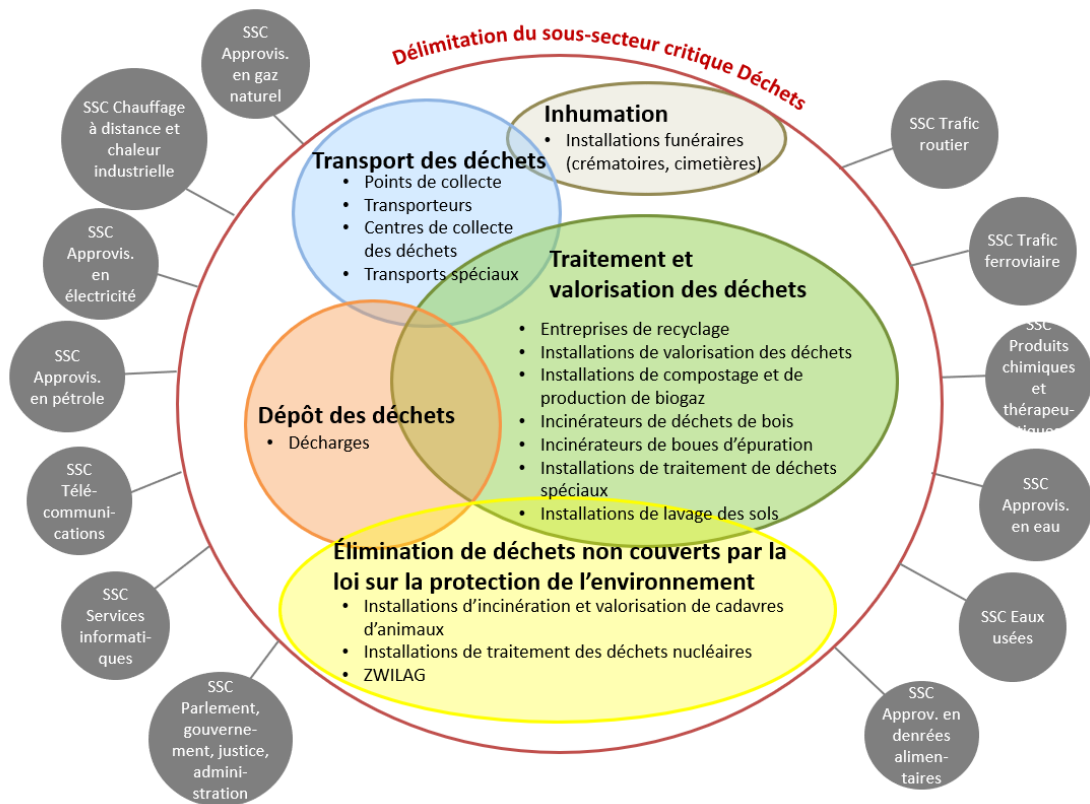 Délimitation du sous-secteur critique Déchets
SSC
Approvis.
en gaz
naturel
SSC Chauffage
à distance et
chaleur
industrielle
SSC
Approvis.
en
électricité
SSC
Approvis.
en pétrole
SSC
Télé-
communi-
cations
SSC
Services
informati-
ques
SSC
Parlement,
gouverne-
ment, justice,
admini-
stration
Inhumation
• Installations funéraires
(crématoires, cimetières)
Transport des déchets
• Points de collecte
• Transporteurs
• Centres de collecte
des déchets
• Transports spéciaux
Traitement et
valorisation des déchets
• Entreprises de recyclage
• Installations de valorisation des déchets
• Installations de compostage et de
production de biogaz
• Incinérateurs de déchets de bois
• Incinérateurs de boues d’épuration
• Installations de traitement de déchets
spéciaux
• Installations de lavage des sols
Dépôt des déchets
• Décharges
Élimination de déchets non couverts par la
loi sur la protection de l’environnement
• Installations d’incinération et valorisation de cadavres
d’animaux
• Installations de traitement des déchets nucléaires
• ZWILAG
SSC Trafic
routier
SSC Trafic
ferroviaire
SSC
Produits
chimiques
et
thérapeu-
tiques
SSC
Approvis.
en eau
SSC Eaux
usées
SSC
Approv. en
denrées
alimen-
taires